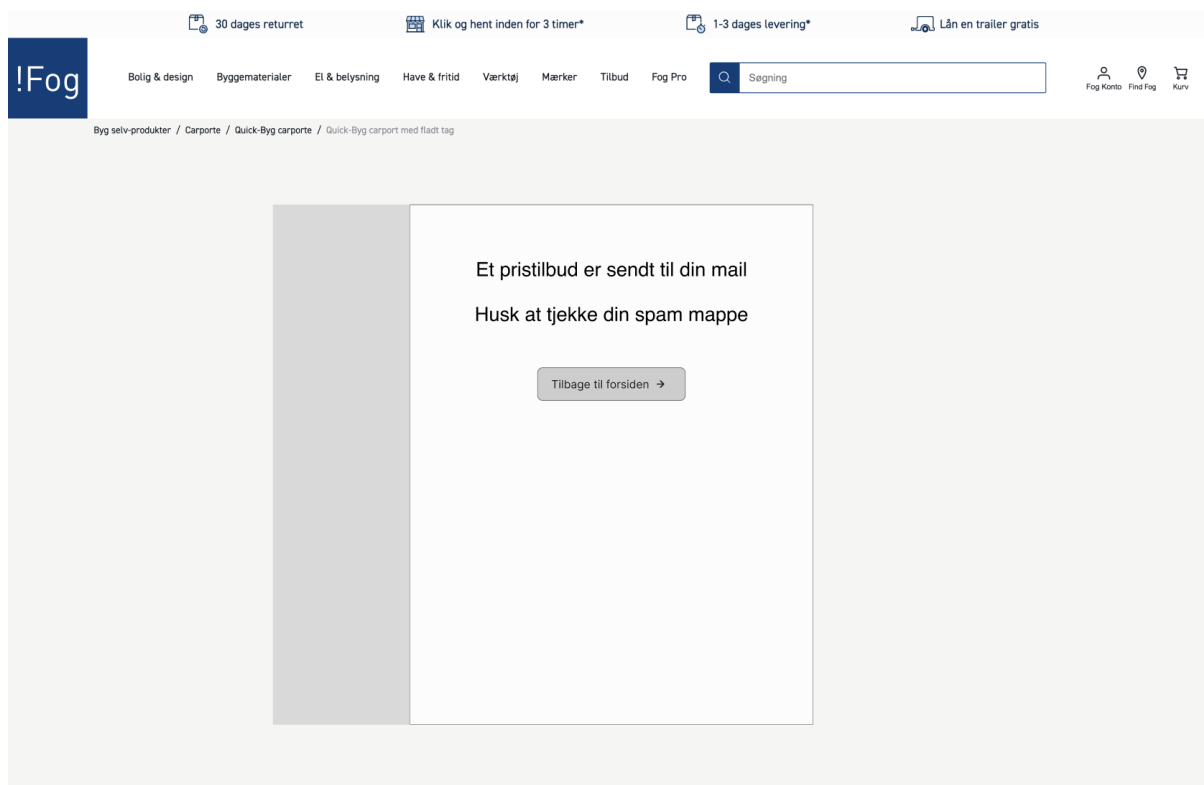 30 dages returret
Klik og hent inden for 3 timer*
1-3 dages levering*
Lån en trailer gratis
!Fog
Bolig & design
Byggematerialer
El & belysning
Have & fritid
Værktøj
Mærker
Tilbud
Fog Pro
Søgning
Fog Konto
Find Fog
Kurv
Byg selv-produkter / Carporte / Quick-Byg carporte / Quick-Byg carport med fladt tag
Et pristilbud er sendt til din mail
Husk at tjekke din spam mappe
Tilbage til forsiden →